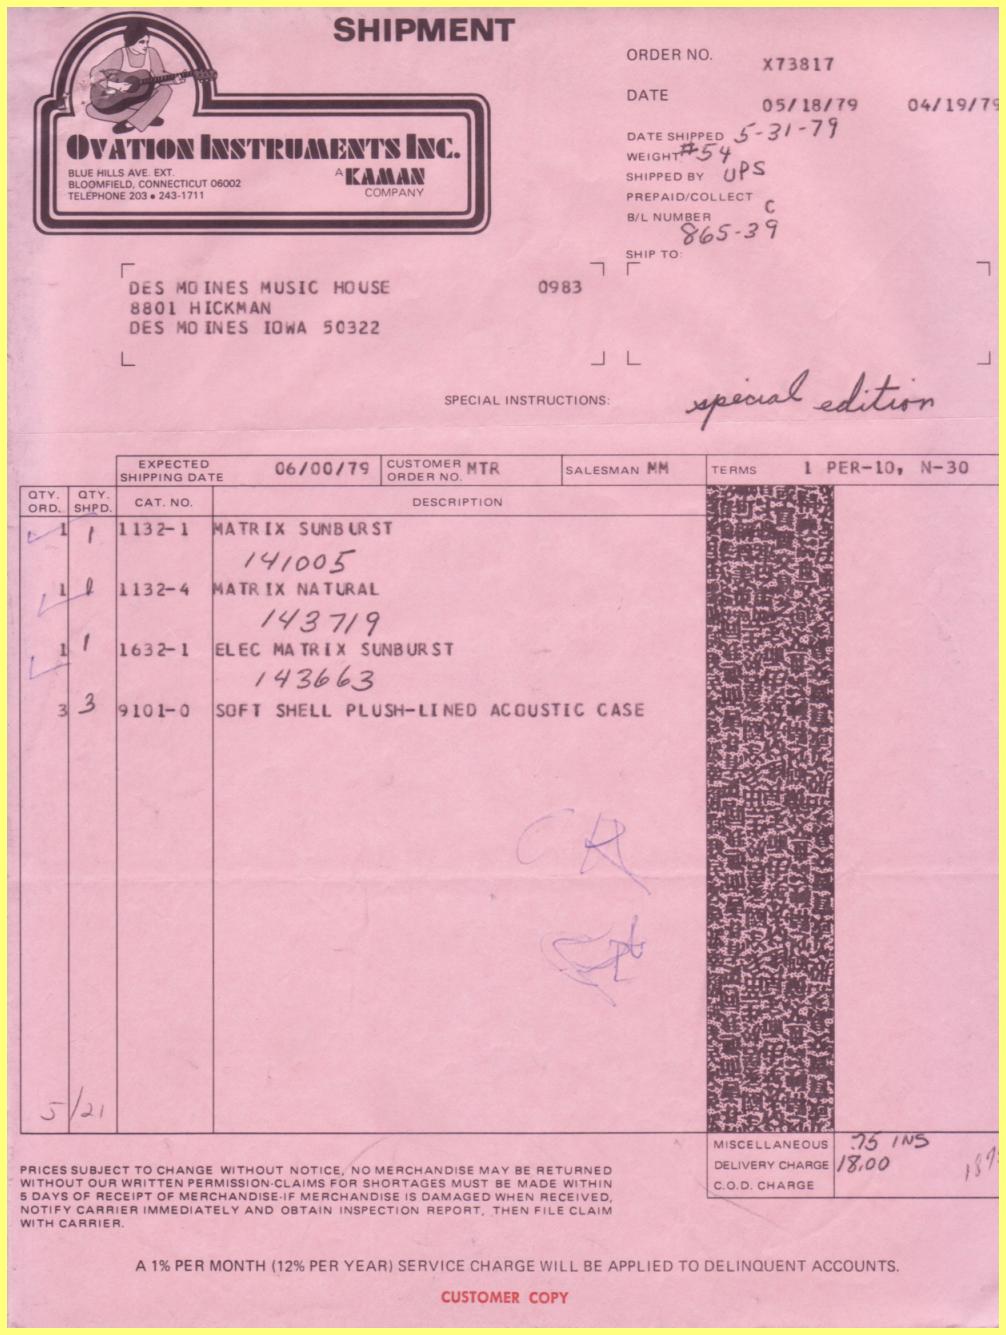 SHIPMENT
OVATION INSTRUMENTS INC.
BLUE HILLS AVE. EXT.
BLOOMFIELD, CONNECTICUT 06002
TELEPHONE 203 • 243-1711
A KAMAN COMPANY
ORDER NO. X73817
DATE 05/18/79 04/19/79
DATE SHIPPED 5-31-79
WEIGHT #54
SHIPPED BY UPS
PREPAID/COLLECT C
B/L NUMBER 865-39
SHIP TO:
DES MOINES MUSIC HOUSE 0983
8801 HICKMAN
DES MOINES IOWA 50322
SPECIAL INSTRUCTIONS: special edition
EXPECTED SHIPPING DATE 06/00/79 CUSTOMER ORDER NO. MTR SALESMAN MM TERMS 1 PER-10, N-30
QTY. ORD. QTY. SHPD. CAT. NO. DESCRIPTION
1 1 1132-1 MATRIX SUNBURST
141005
1 1 1132-4 MATRIX NATURAL
143719
1 1 1632-1 ELEC MATRIX SUNBURST
143663
3 3 9101-0 SOFT SHELL PLUSH-LINED ACOUSTIC CASE
5/21
MISCELLANEOUS .75 INS
DELIVERY CHARGE 18.00
C.O.D. CHARGE
PRICES SUBJECT TO CHANGE WITHOUT NOTICE, NO MERCHANDISE MAY BE RETURNED
WITHOUT OUR WRITTEN PERMISSION-CLAIMS FOR SHORTAGES MUST BE MADE WITHIN
5 DAYS OF RECEIPT OF MERCHANDISE-IF MERCHANDISE IS DAMAGED WHEN RECEIVED,
NOTIFY CARRIER IMMEDIATELY AND OBTAIN INSPECTION REPORT, THEN FILE CLAIM
WITH CARRIER.
A 1% PER MONTH (12% PER YEAR) SERVICE CHARGE WILL BE APPLIED TO DELINQUENT ACCOUNTS.
CUSTOMER COPY